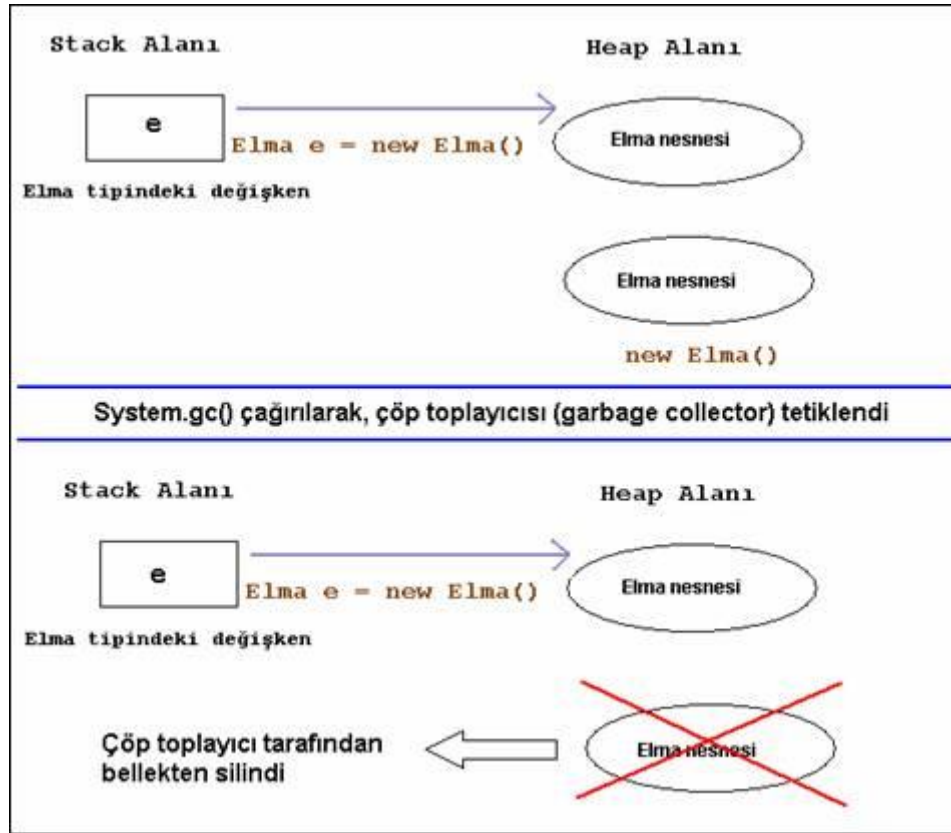 Stack Alanı
Heap Alanı
e
Elma nesnesi
Elma e = new Elma()
Elma tipindeki değişken
Elma nesnesi
new Elma()
System.gc() çağırılarak, çöp toplayıcısı (garbage collector) tetiklendi
Stack Alanı
Heap Alanı
e
Elma nesnesi
Elma e = new Elma()
Elma tipindeki değişken
Çöp toplayıcı tarafından
bellekten silindi
Elma nesnesi